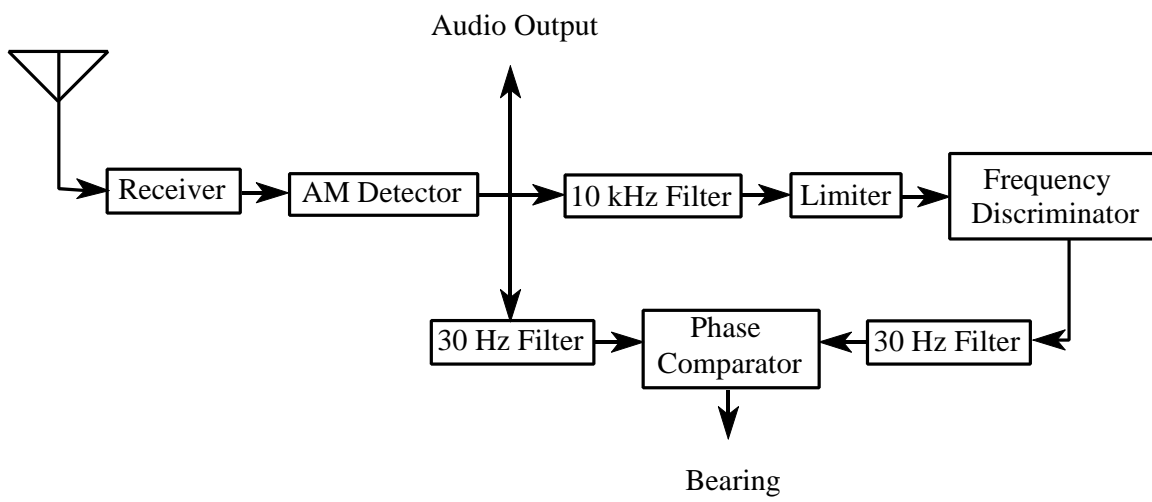 Audio Output
Receiver
AM Detector
10 kHz Filter
Limiter
Frequency
Discriminator
30 Hz Filter
Phase
Comparator
30 Hz Filter
Bearing